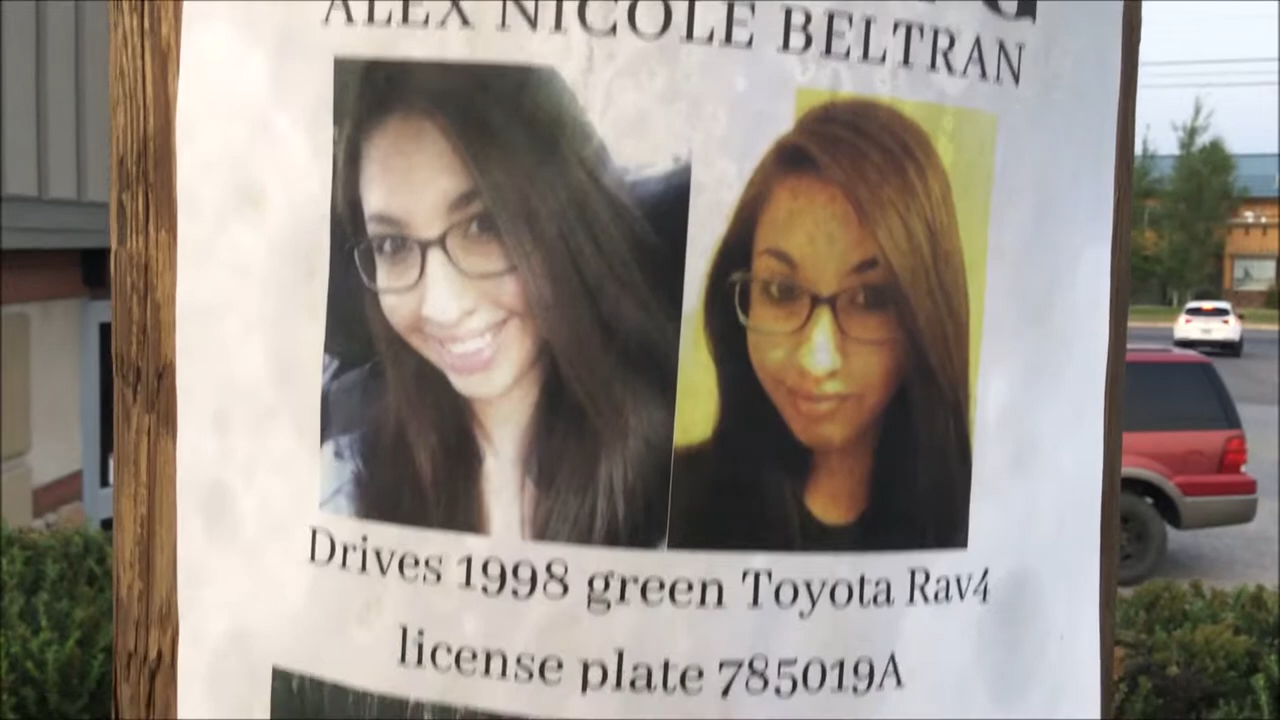 ALEX NICOLE BELTRAN
Drives 1998 green Toyota Rav4
license plate 785019A